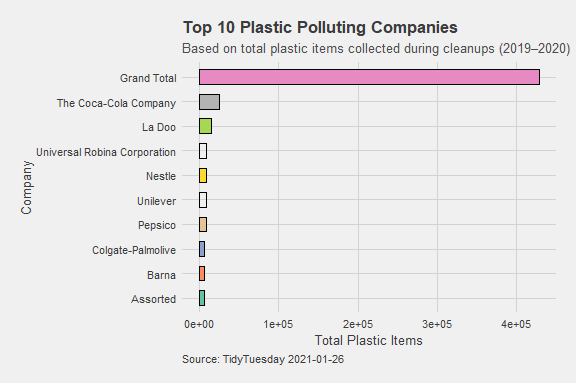 Top 10 Plastic Polluting Companies
Based on total plastic items collected during cleanups (2019–2020)
Company
Grand Total
The Coca-Cola Company
La Doo
Universal Robina Corporation
Nestle
Unilever
Pepsico
Colgate-Palmolive
Barna
Assorted
0e+00 1e+05 2e+05 3e+05 4e+05
Total Plastic Items
Source: TidyTuesday 2021-01-26